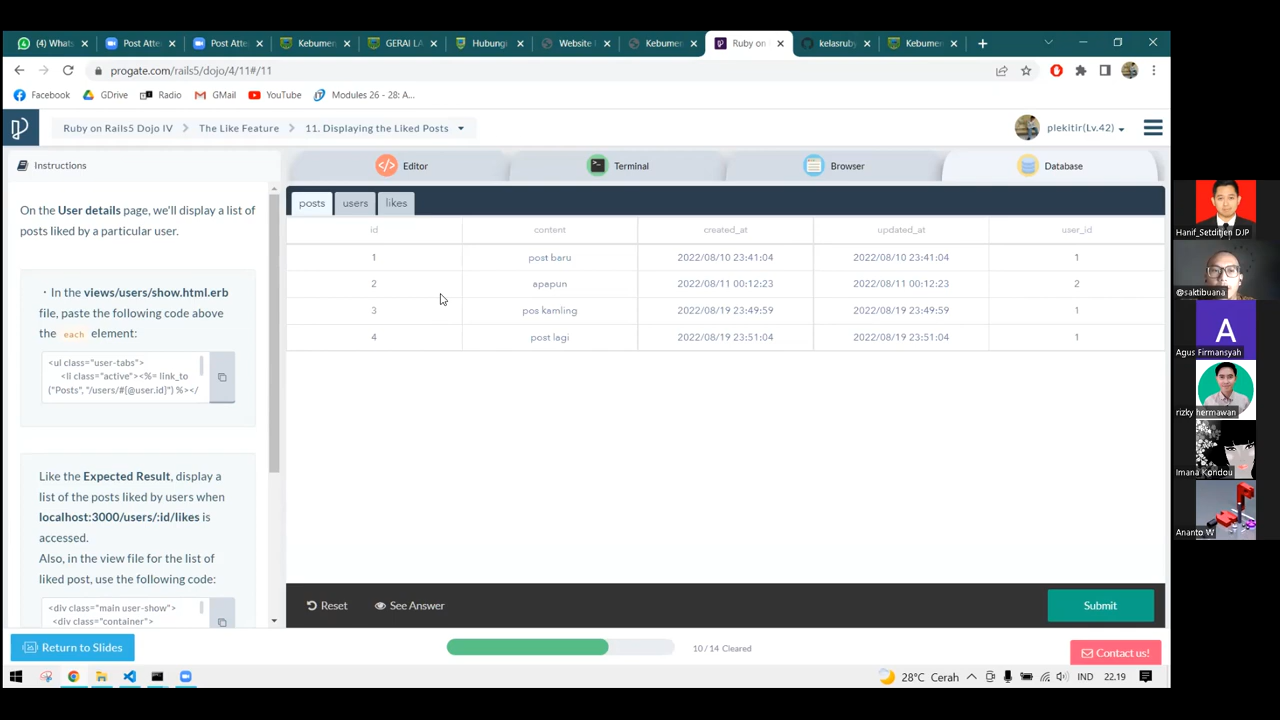 (4) Whats
Post Atte
Post Atte
Kebumen
GERAI LA
Hubungi
Website
Kebumen
Ruby on
kelasruby
Kebumen
progate.com/rails5/dojo/4/11#/11
Facebook
GDrive
Radio
GMail
YouTube
Modules 26 - 28: A...
Ruby on Rails5 Dojo IV
The Like Feature
11. Displaying the Liked Posts
plekitir(Lv.42)
Instructions
Editor
Terminal
Browser
Database
On the User details page, we'll display a list of
posts liked by a particular user.
· In the views/users/show.html.erb
file, paste the following code above
the each element:
<ul class="user-tabs">
<li class="active"><%= link_to
("Posts", "/users/#{@user.id}") %></
Like the Expected Result, display a
list of the posts liked by users when
localhost:3000/users/:id/likes is
accessed.
Also, in the view file for the list of
liked post, use the following code:
<div class="main user-show">
<div class="container">
posts users likes
id content created_at updated_at user_id
1 post baru 2022/08/10 23:41:04 2022/08/10 23:41:04 1
2 apapun 2022/08/11 00:12:23 2022/08/11 00:12:23 2
3 pos kamling 2022/08/19 23:49:59 2022/08/19 23:49:59 1
4 post lagi 2022/08/19 23:51:04 2022/08/19 23:51:04 1
Reset
See Answer
Submit
Return to Slides
10 / 14 Cleared
Contact us!
28°C Cerah
IND
22.19
Hanif_Setditjen DJP
@saktibuana
A
Agus Firmansyah
rizky hermawan
Imana Kondou
Ananto W